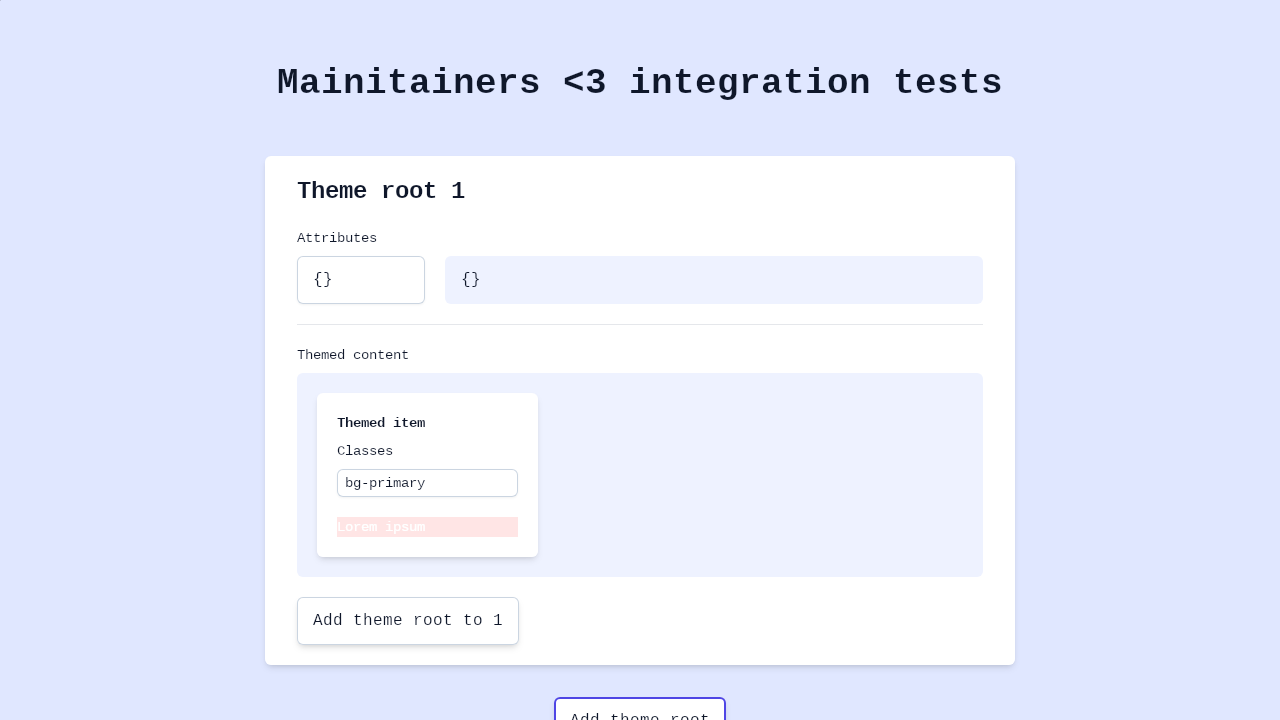 Mainitainers <3 integration tests
Theme root 1
Attributes
{} {}
Themed content
Themed item
Classes
bg-primary
Lorem ipsum
Add theme root to 1
Add theme root